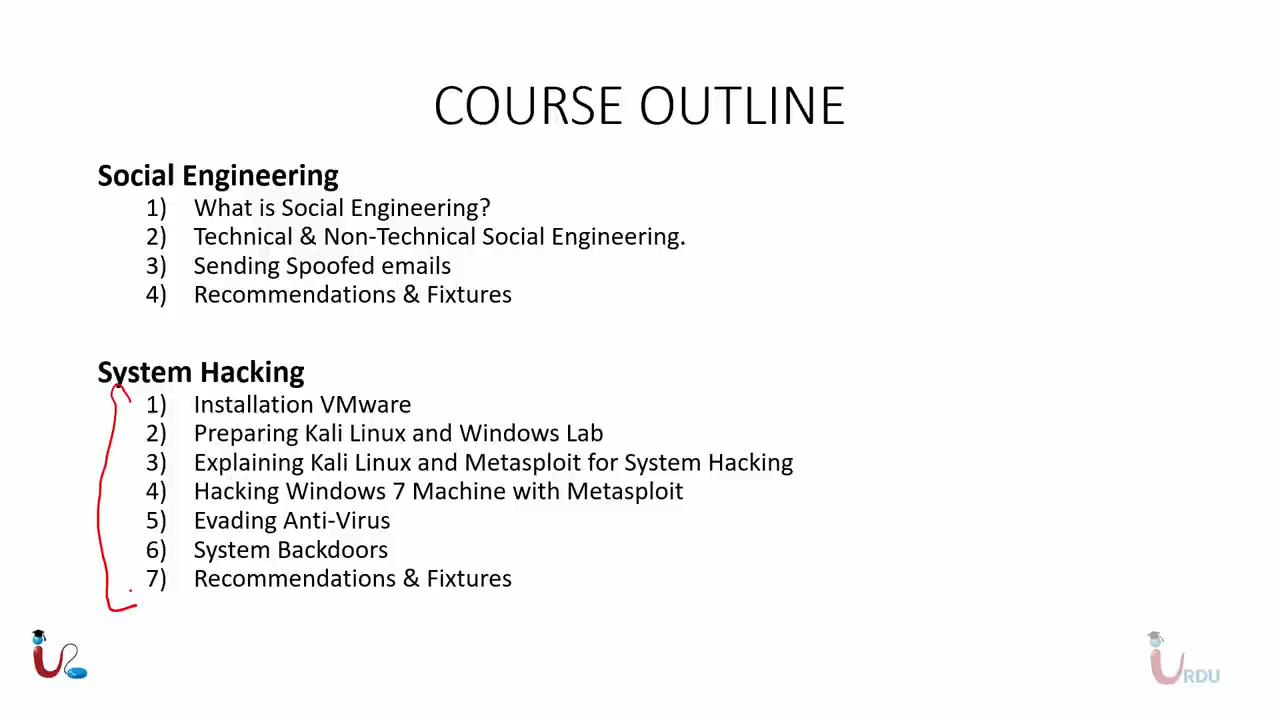 COURSE OUTLINE
Social Engineering
1) What is Social Engineering?
2) Technical & Non-Technical Social Engineering.
3) Sending Spoofed emails
4) Recommendations & Fixtures
System Hacking
1) Installation VMware
2) Preparing Kali Linux and Windows Lab
3) Explaining Kali Linux and Metasploit for System Hacking
4) Hacking Windows 7 Machine with Metasploit
5) Evading Anti-Virus
6) System Backdoors
7) Recommendations & Fixtures
iURDU